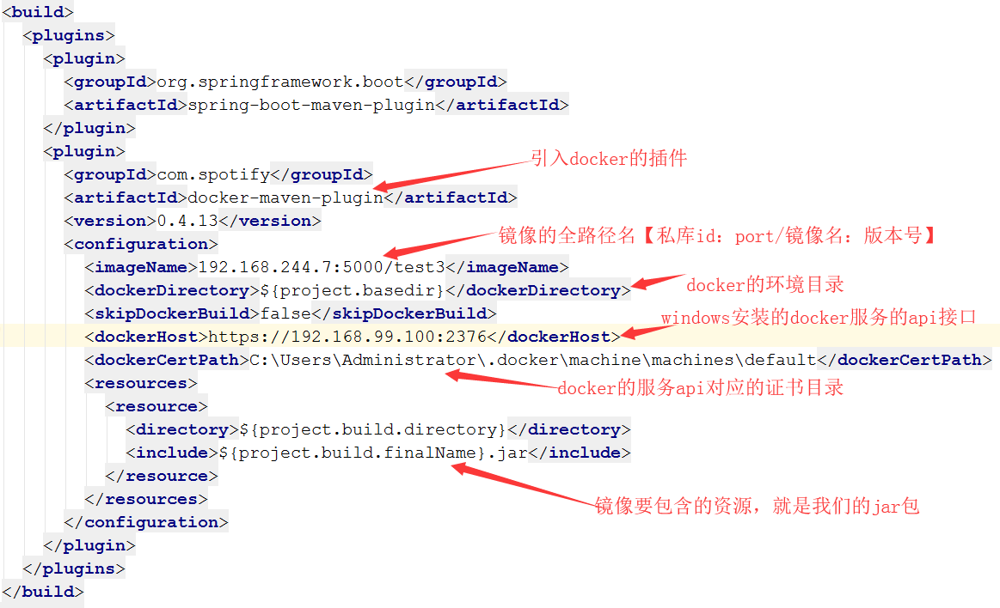 <build>
<plugins>
<plugin>
<groupId>org.springframework.boot</groupId>
<artifactId>spring-boot-maven-plugin</artifactId>
</plugin>
<plugin>
引入docker的插件
<groupId>com.spotify</groupId>
<artifactId>docker-maven-plugin</artifactId>
<version>0.4.13</version>
镜像的全路径名【私库id：port/镜像名：版本号】
<configuration>
<imageName>192.168.244.7:5000/test3</imageName>
<dockerDirectory>${project.basedir}</dockerDirectory>
docker的环境目录
<skipDockerBuild>false</skipDockerBuild>
windows安装的docker服务的api接口
<dockerHost>https://192.168.99.100:2376</dockerHost>
<dockerCertPath>C:\Users\Administrator\.docker\machine\machines\default</dockerCertPath>
<resources>
docker的服务api对应的证书目录
<resource>
<directory>${project.build.directory}</directory>
<include>${project.build.finalName}.jar</include>
</resource>
</resources>
镜像要包含的资源，就是我们的jar包
</configuration>
</plugin>
</plugins>
</build>